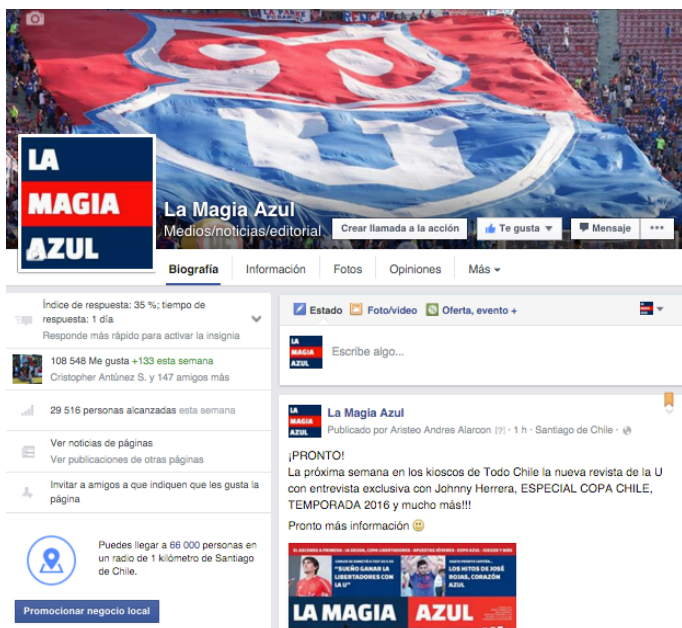 LA
MAGIA
AZUL
La Magia Azul
Medios/noticias/editorial
Crear llamada a la acción
Te gusta
Mensaje
Biografía
Información
Fotos
Opiniones
Más
Índice de respuesta: 35 %; tiempo de
respuesta: 1 día
Responde más rápido para activar la insignia
108 548 Me gusta +133 esta semana
Cristopher Antúnez S. y 147 amigos más
29 516 personas alcanzadas esta semana
Ver noticias de páginas
Ver publicaciones de otras páginas
Invitar a amigos a que indiquen que les gusta la
página
Puedes llegar a 66 000 personas en
un radio de 1 kilómetro de Santiago
de Chile.
Promocionar negocio local
Estado
Foto/video
Oferta, evento +
LA
MAGIA
AZUL
Escribe algo...
LA
MAGIA
AZUL
La Magia Azul
Publicado por Aristeo Andres Alarcon [?] · 1 h · Santiago de Chile ·
¡PRONTO!
La próxima semana en los kioscos de Todo Chile la nueva revista de la U
con entrevista exclusiva con Johnny Herrera, ESPECIAL COPA CHILE,
TEMPORADA 2016 y mucho más!!!
Pronto más información
"SUEÑO GANAR LA
LIBERTADORES CON
LA U"
LOS HITOS DE JOSÉ
ROJAS, CORAZÓN
AZUL
LA MAGIA AZUL